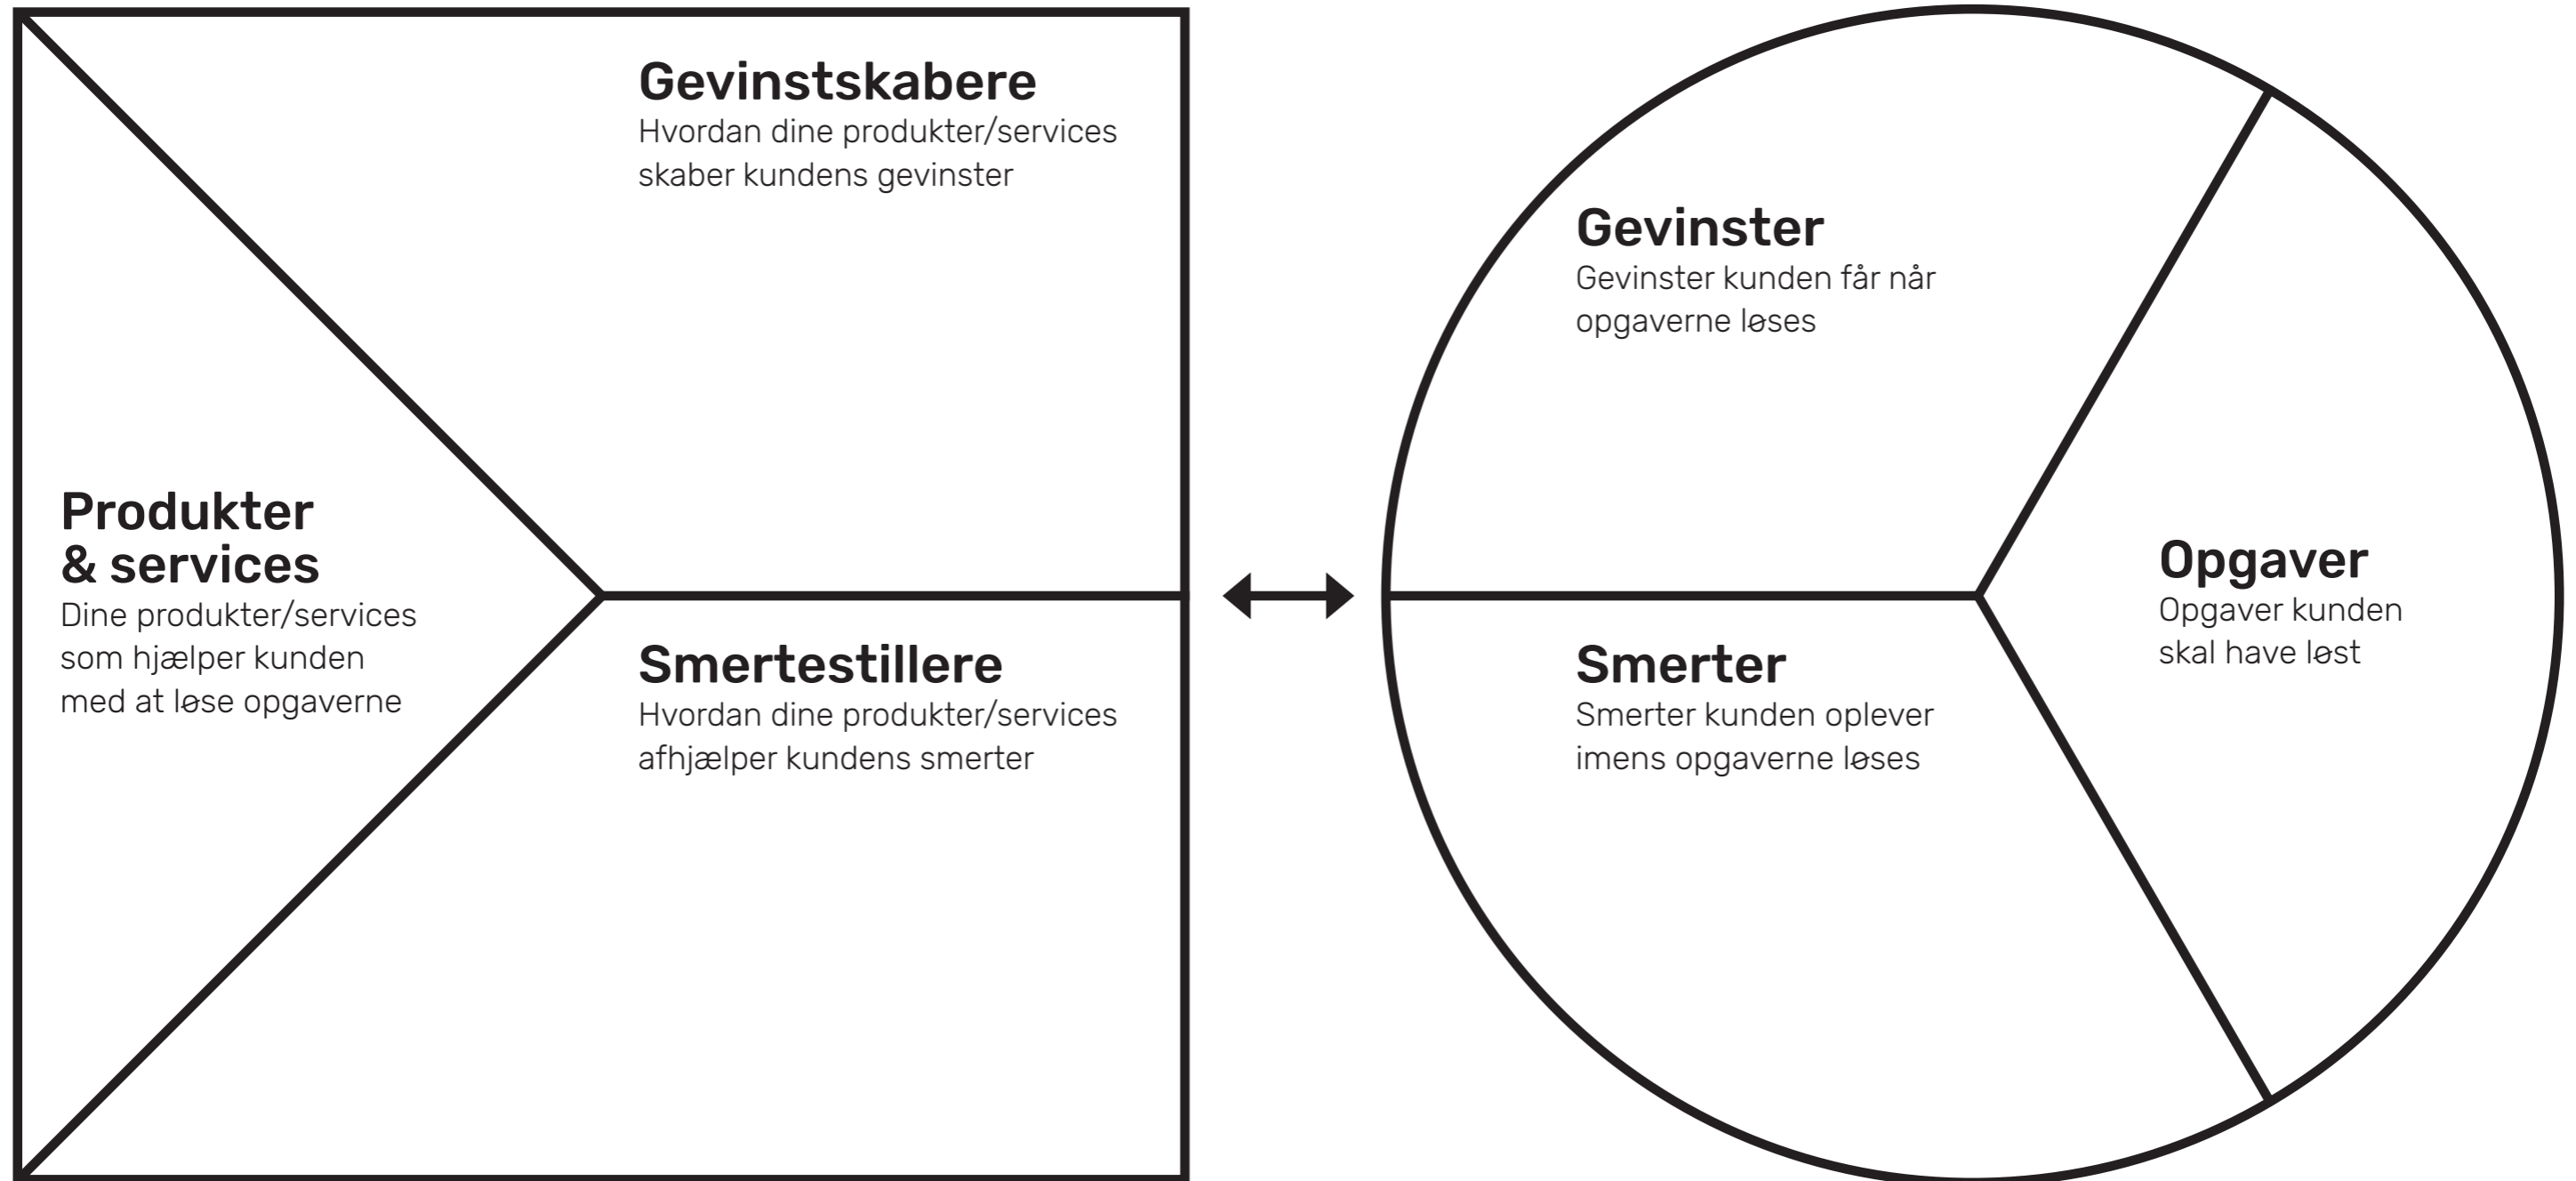 Gevinstskabere
Hvordan dine produkter/services
skaber kundens gevinster
Produkter
& services
Dine produkter/services
som hjælper kunden
med at løse opgaverne
Smertestillere
Hvordan dine produkter/services
afhjælper kundens smerter
Gevinster
Gevinster kunden får når
opgaverne løses
Smerter
Smerter kunden oplever
imens opgaverne løses
Opgaver
Opgaver kunden
skal have løst